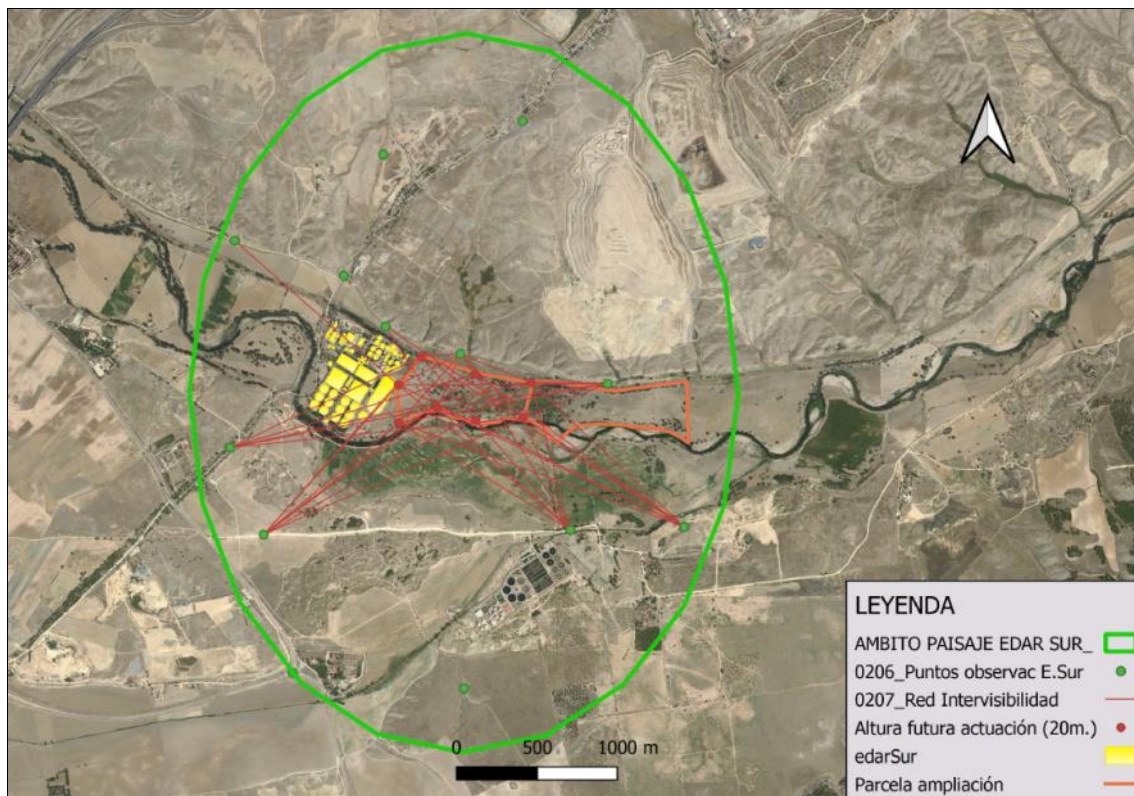 0 500 1000 m
LEYENDA
AMBITO PAISAJE EDAR SUR_
0206_Puntos observac E.Sur
0207_Red Intervisibilidad
Altura futura actuación (20m.)
edarSur
Parcela ampliación